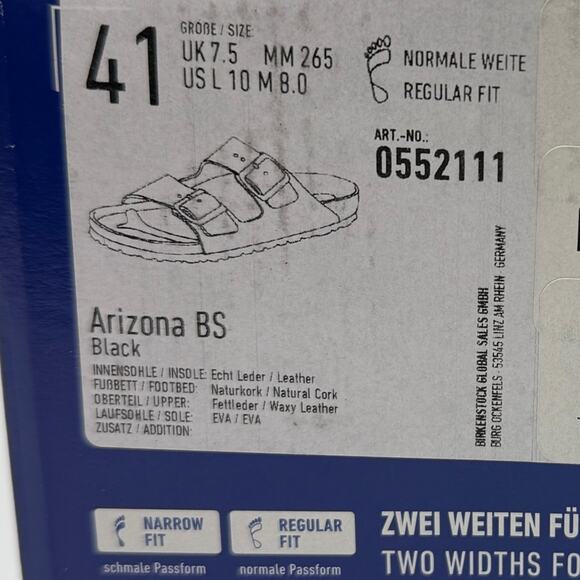 41
GRÖßE / SIZE:
UK 7.5 MM 265
US L 10 M 8.0
NORMALE WEITE
REGULAR FIT
ART.-NO.:
0552111
Arizona BS
Black
INNENSOHLE / INSOLE: Echt Leder / Leather
FUßBETT / FOOTBED: Naturkork / Natural Cork
OBERTEIL / UPPER: Fettleder / Waxy Leather
LAUFSOHLE / SOLE: EVA / EVA
ZUSATZ / ADDITION:
BIRKENSTOCK GLOBAL SALES GMBH
BURG OCKENFELS - 53545 LINZ AM RHEIN GERMANY
NARROW
FIT
schmale Passform
REGULAR
FIT
normale Passform
ZWEI WEITEN FÜ
TWO WIDTHS FO